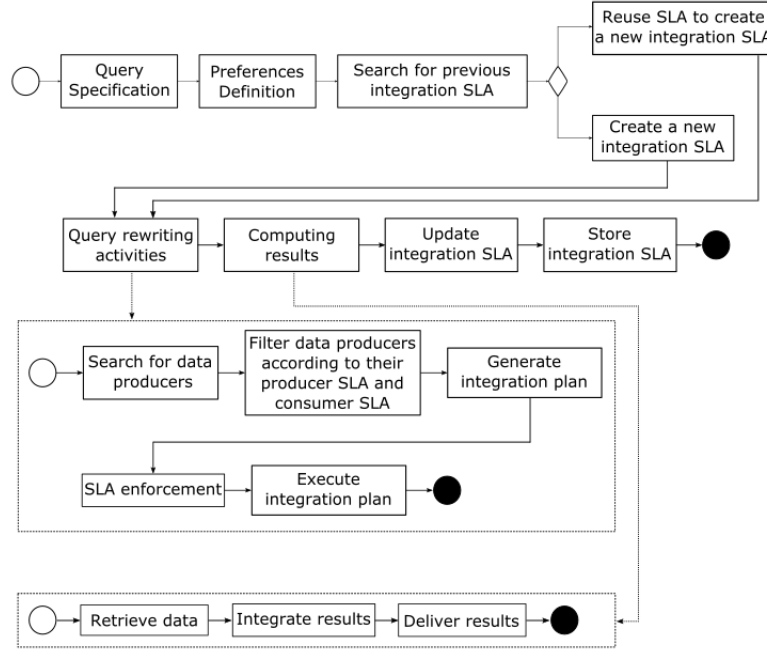 Query
Specification
Preferences
Definition
Search for previous
integration SLA
Reuse SLA to create
a new integration SLA
Create a new
integration SLA
Query rewriting
activities
Computing
results
Update
integration SLA
Store
integration SLA
Search for data
producers
Filter data producers
according to their
producer SLA and
consumer SLA
Generate
integration plan
SLA enforcement
Execute
integration plan
Retrieve data
Integrate results
Deliver results